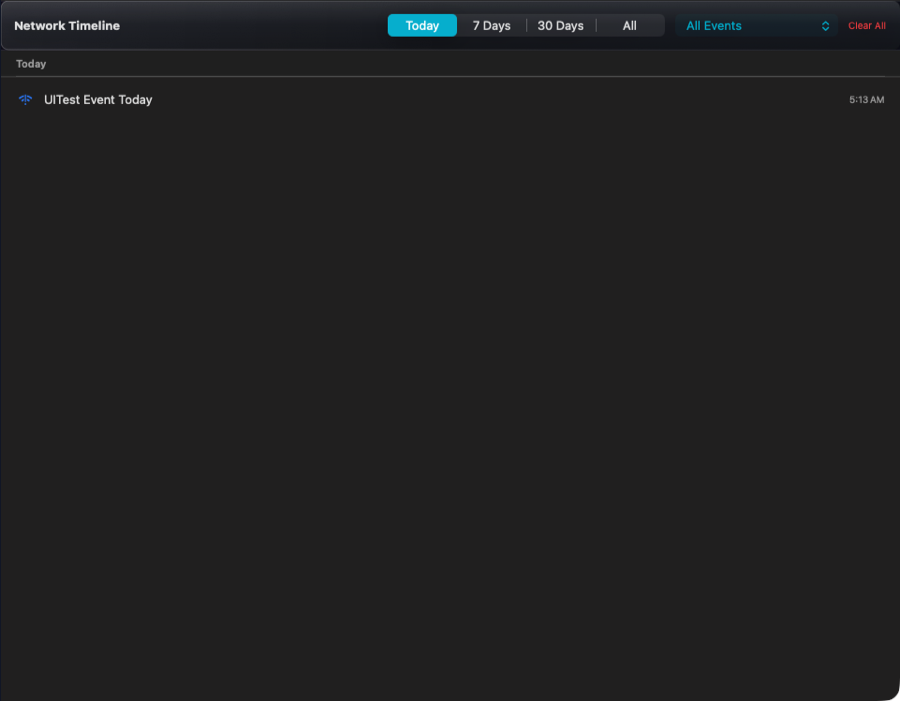 Network Timeline Today 7 Days 30 Days All All Events Clear All
Today
UITest Event Today 5:13 AM